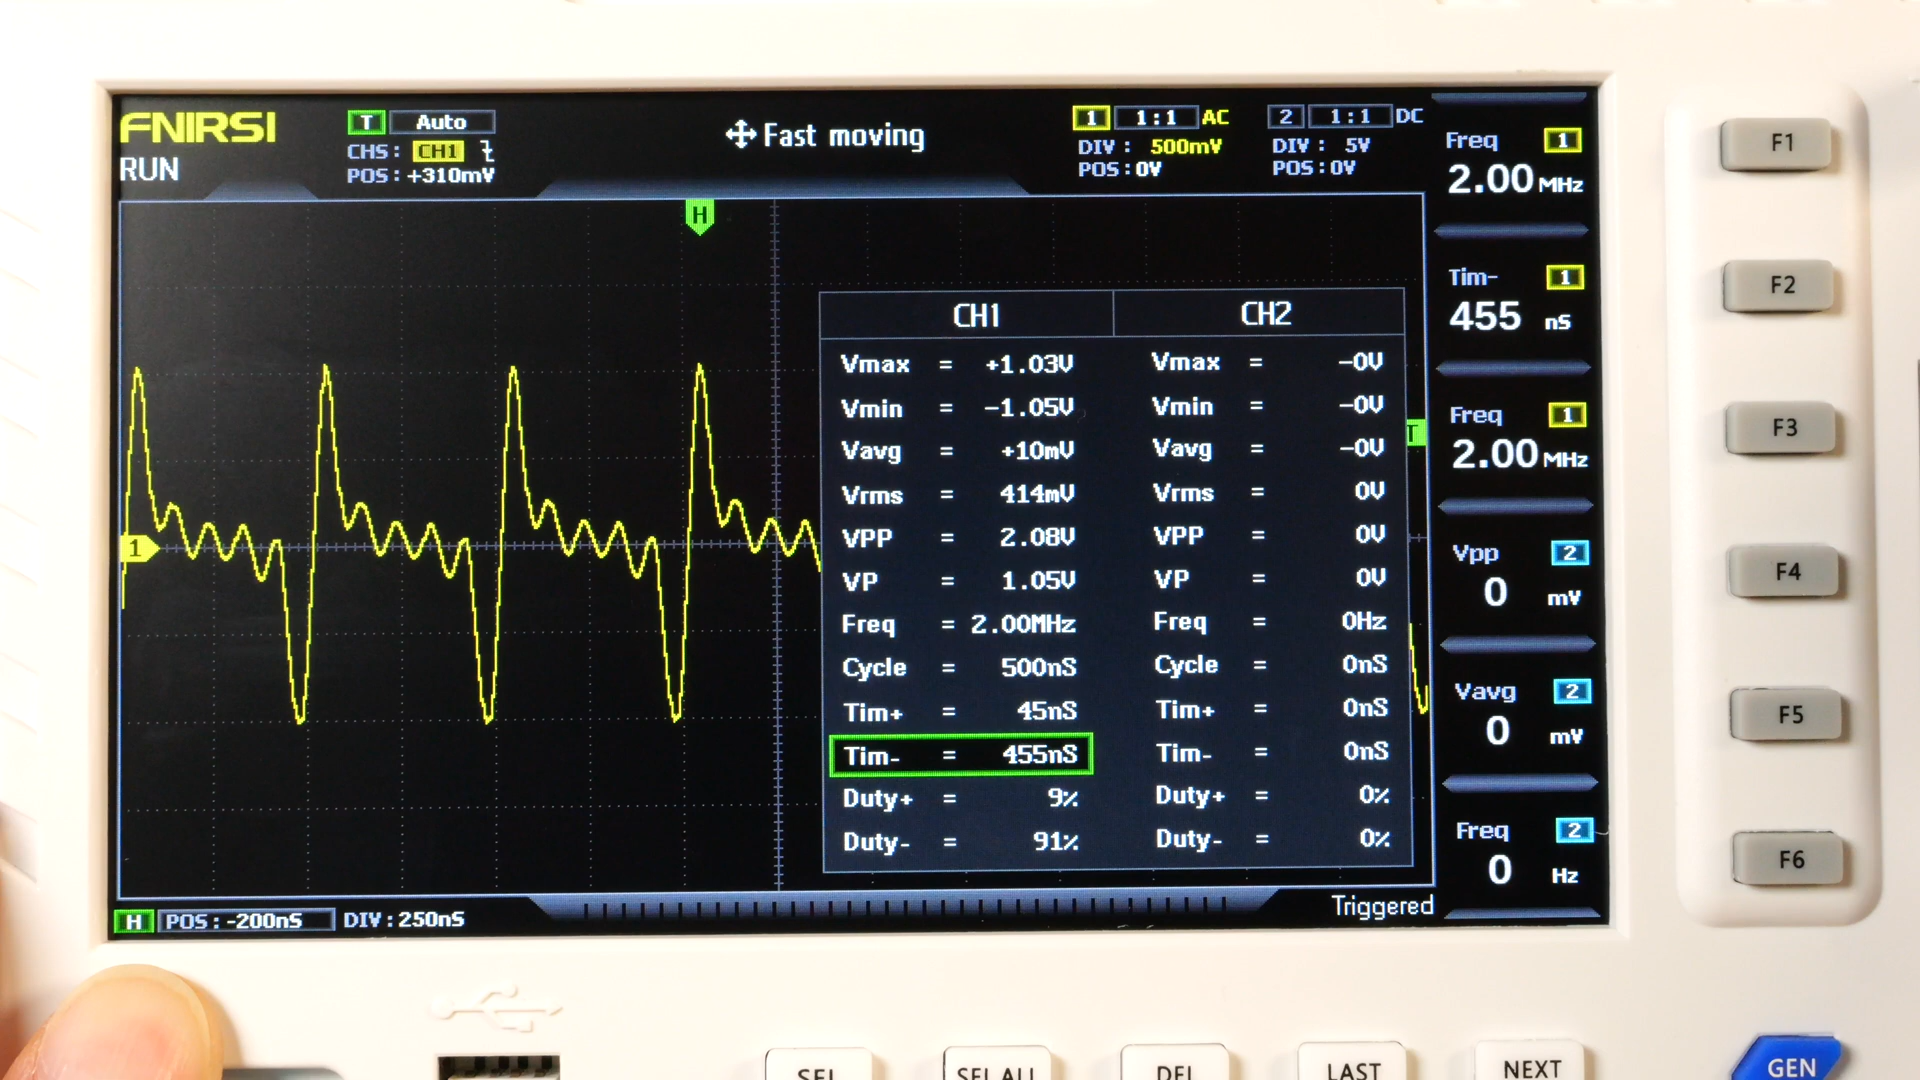 FNIRSI
RUN
T Auto
CHS: CH1
POS:+310mV
Fast moving
1 1:1 AC
DIV: 500mV
POS:0V
2 1:1 DC
DIV: 5V
POS:0V
H
1
T
CH1 CH2
Vmax = +1.03V Vmax = -0V
Vmin = -1.05V Vmin = -0V
Vavg = +10mV Vavg = -0V
Vrms = 414mV Vrms = 0V
VPP = 2.08V VPP = 0V
VP = 1.05V VP = 0V
Freq = 2.00MHz Freq = 0Hz
Cycle = 500nS Cycle = 0nS
Tim+ = 45nS Tim+ = 0nS
Tim- = 455nS Tim- = 0nS
Duty+ = 9% Duty+ = 0%
Duty- = 91% Duty- = 0%
Freq 1
2.00 MHz
Tim- 1
455 nS
Freq 1
2.00 MHz
Vpp 2
0 mV
Vavg 2
0 mV
Freq 2
0 Hz
H POS:-200nS DIV:250nS
Triggered
F1
F2
F3
F4
F5
F6
SEL
SEL ALL
DEL
LAST
NEXT
GEN